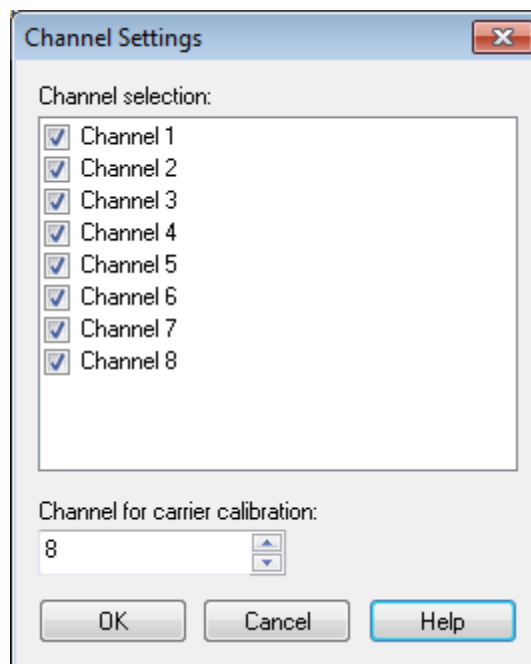 Channel Settings
Channel selection:
Channel 1
Channel 2
Channel 3
Channel 4
Channel 5
Channel 6
Channel 7
Channel 8
Channel for carrier calibration:
8
OK Cancel Help